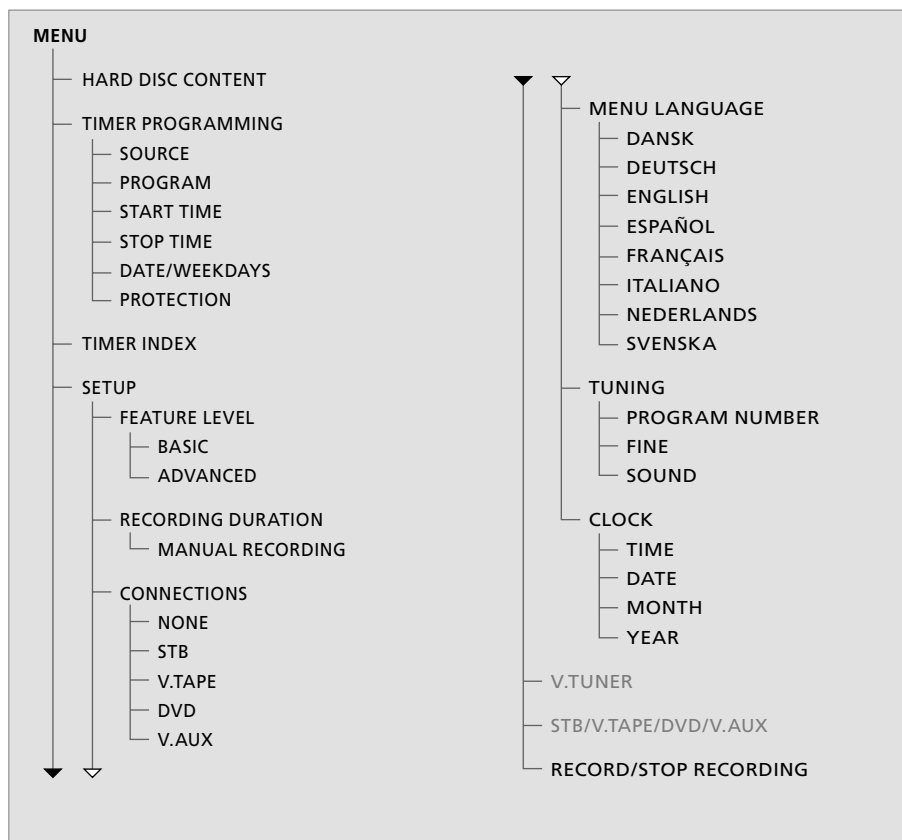 MENU
HARD DISC CONTENT
TIMER PROGRAMMING
SOURCE
PROGRAM
START TIME
STOP TIME
DATE/WEEKDAYS
PROTECTION
TIMER INDEX
SETUP
FEATURE LEVEL
BASIC
ADVANCED
RECORDING DURATION
MANUAL RECORDING
CONNECTIONS
NONE
STB
V.TAPE
DVD
V.AUX
MENU LANGUAGE
DANSK
DEUTSCH
ENGLISH
ESPAÑOL
FRANÇAIS
ITALIANO
NEDERLANDS
SVENSKA
TUNING
PROGRAM NUMBER
FINE
SOUND
CLOCK
TIME
DATE
MONTH
YEAR
V.TUNER
STB/V.TAPE/DVD/V.AUX
RECORD/STOP RECORDING